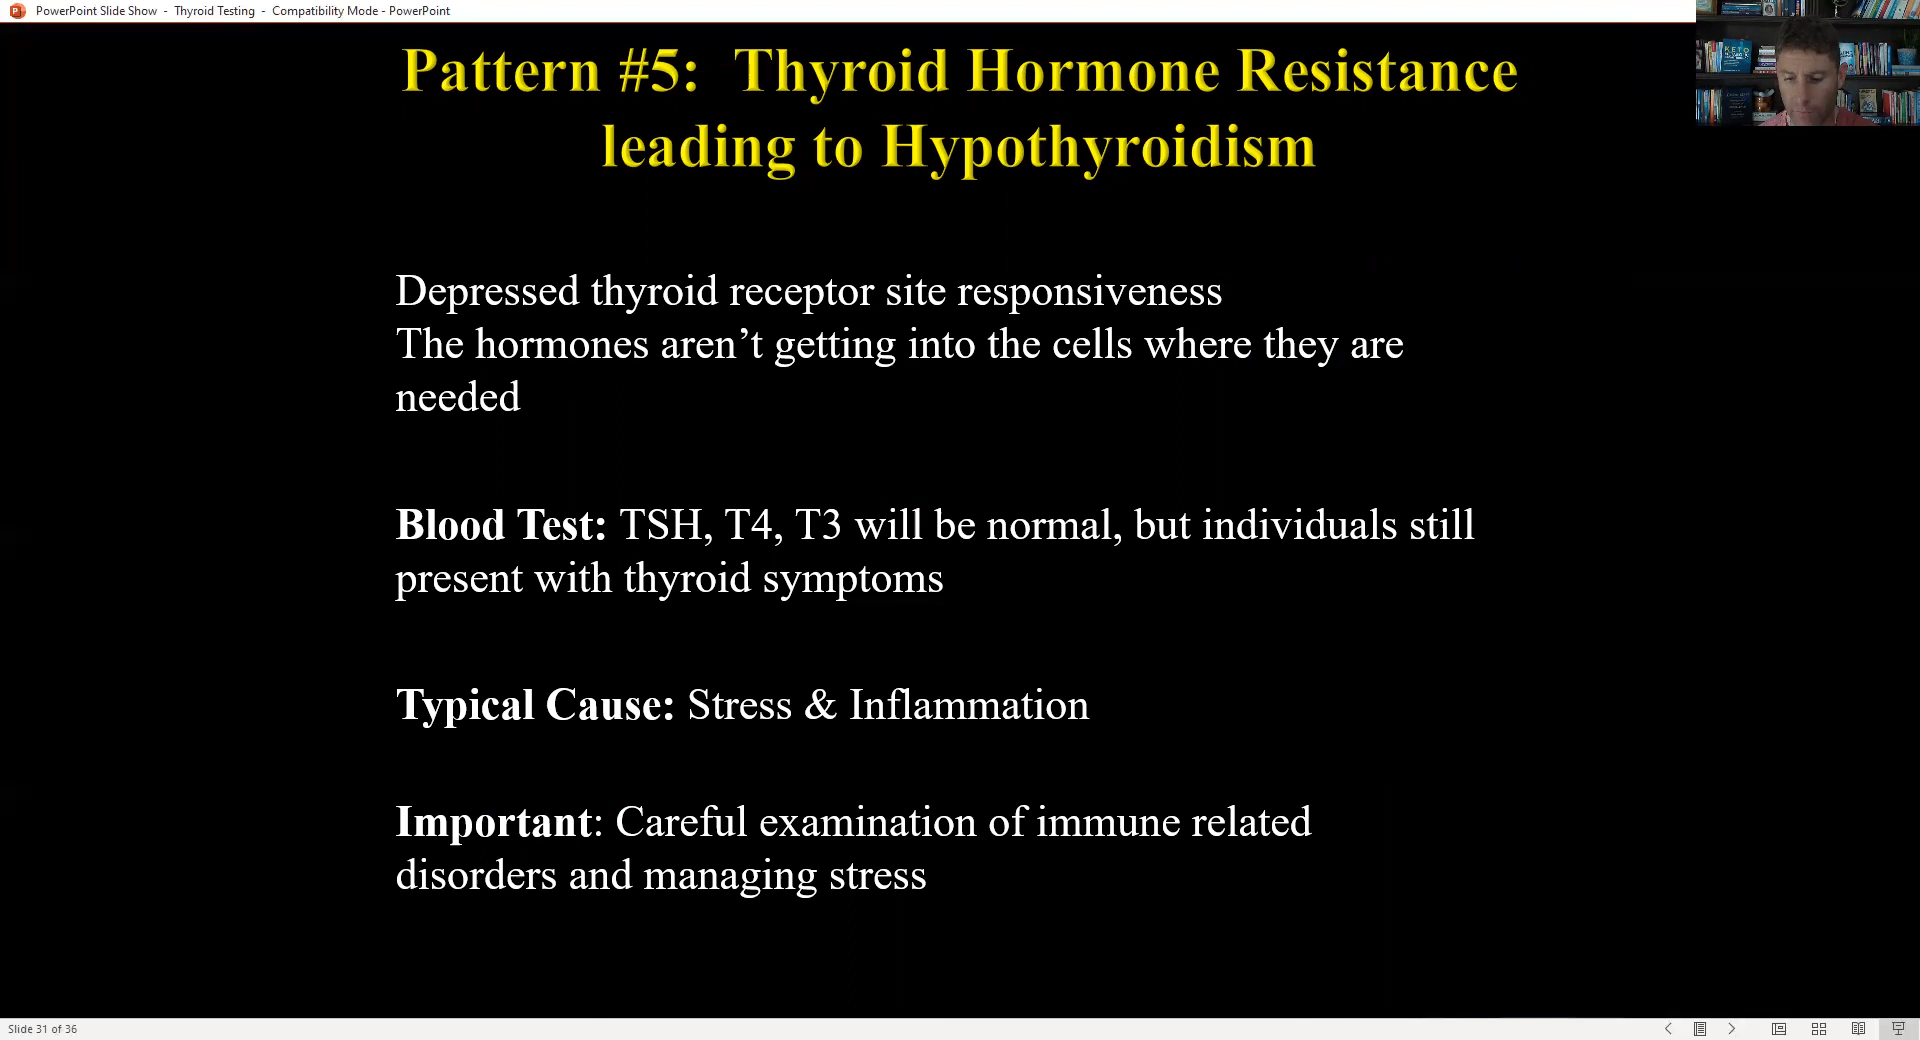 PowerPoint Slide Show - Thyroid Testing - Compatibility Mode - PowerPoint
Pattern #5: Thyroid Hormone Resistance
leading to Hypothyroidism
KETO
Depressed thyroid receptor site responsiveness
The hormones aren’t getting into the cells where they are
needed
Blood Test: TSH, T4, T3 will be normal, but individuals still
present with thyroid symptoms
Typical Cause: Stress & Inflammation
Important: Careful examination of immune related
disorders and managing stress
Slide 31 of 36